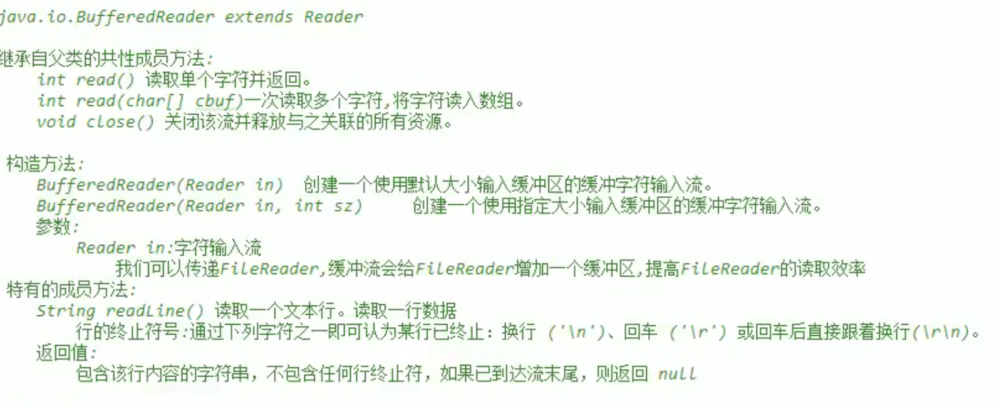 java.io.BufferedReader extends Reader
继承自父类的共性成员方法:
int read() 读取单个字符并返回。
int read(char[] cbuf)一次读取多个字符,将字符读入数组。
void close() 关闭该流并释放与之关联的所有资源。
构造方法:
BufferedReader(Reader in) 创建一个使用默认大小输入缓冲区的缓冲字符输入流。
BufferedReader(Reader in, int sz) 创建一个使用指定大小输入缓冲区的缓冲字符输入流。
参数:
Reader in:字符输入流
我们可以传递FileReader,缓冲流会给FileReader增加一个缓冲区,提高FileReader的读取效率
特有的成员方法:
String readLine() 读取一个文本行。读取一行数据
行的终止符号:通过下列字符之一即可认为某行已终止：换行 ('\n')、回车 ('\r') 或回车后直接跟着换行(\r\n)。
返回值:
包含该行内容的字符串，不包含任何行终止符，如果已到达流末尾，则返回 null